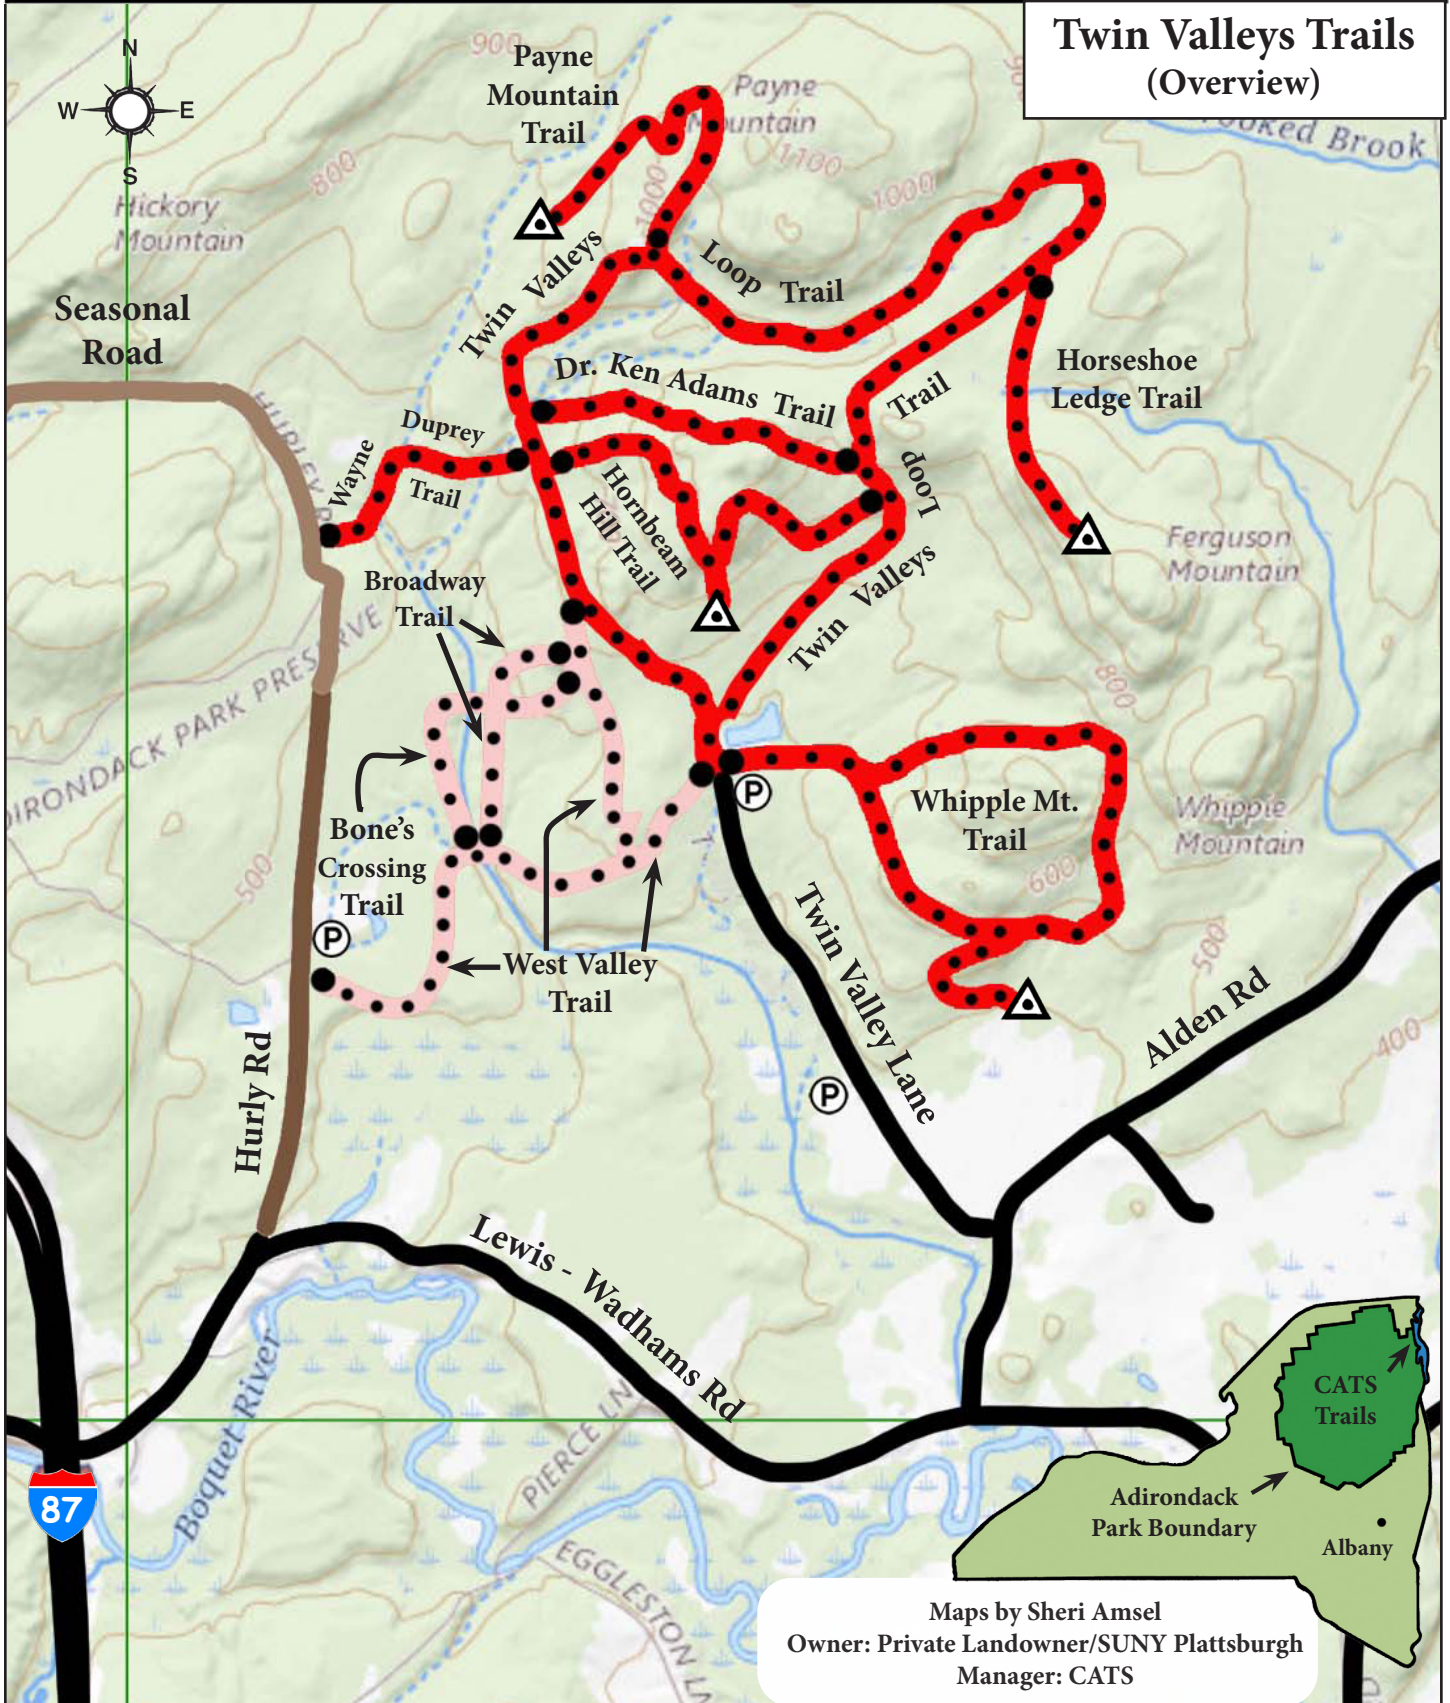 Twin Valleys Trails
(Overview)
N
W
E
S
900
Payne
Mountain
Trail
Payne
1100
1000
1000
800
Hickory
Mountain
Brook
Twin Valleys
Loop Trail
Seasonal
Road
Dr. Ken Adams Trail
Trail
Horseshoe
Ledge Trail
Wayne
Duprey
Trail
Loop
Hornbeam
Hill Trail
Ferguson
Mountain
Broadway
Trail
Twin Valleys
800
PARK PRESERVE
P
Whipple Mt.
Trail
Whipple
Mountain
600
Bone's
Crossing
Trail
500
P
West Valley
Trail
500
Twin Valley Lane
Alden Rd
400
P
Hurly Rd
Lewis - Wadhams Rd
Boquet River
PIERCE LN
EGGLESTON
87
CATS
Trails
Adirondack
Park Boundary
Albany
Maps by Sheri Amsel
Owner: Private Landowner/SUNY Plattsburgh
Manager: CATS